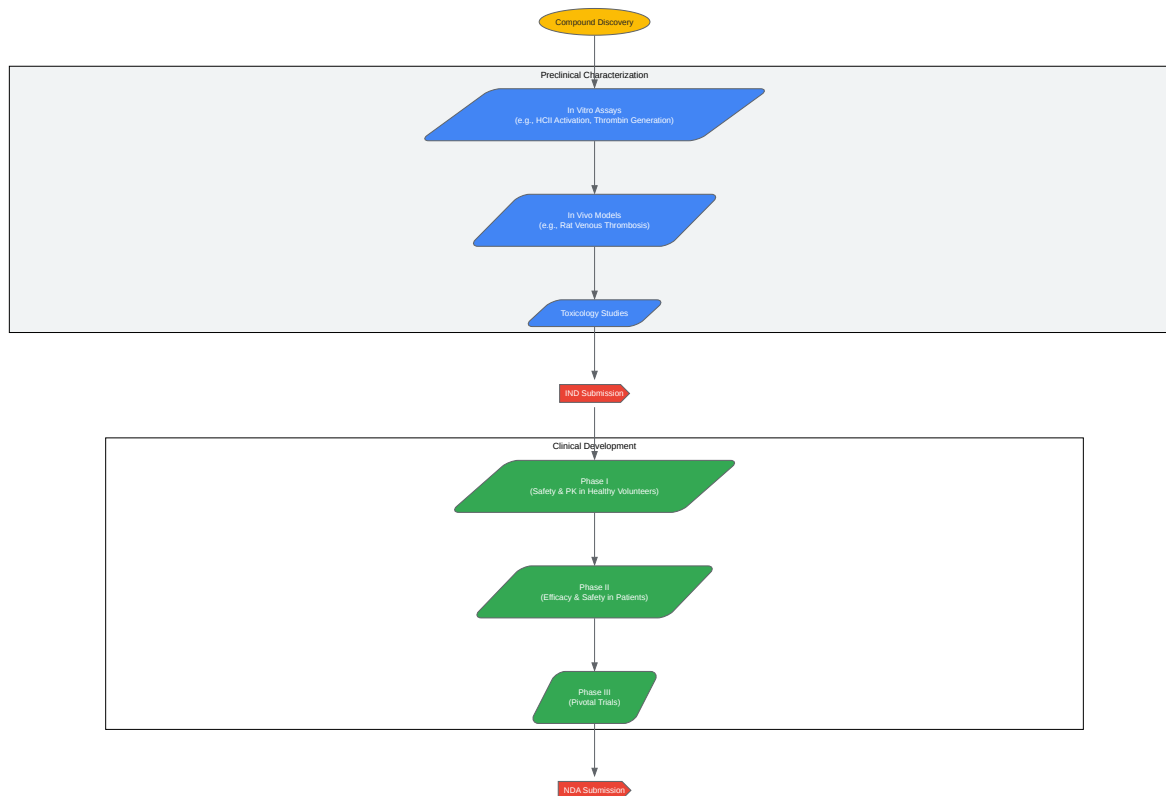 Compound Discovery
Preclinical Characterization
In Vitro Assays
(e.g., HCII Activation, Thrombin Generation)
In Vivo Models
(e.g., Rat Venous Thrombosis)
Toxicology Studies
IND Submission
Clinical Development
Phase I
(Safety & PK in Healthy Volunteers)
Phase II
(Efficacy & Safety in Patients)
Phase III
(Pivotal Trials)
NDA Submission